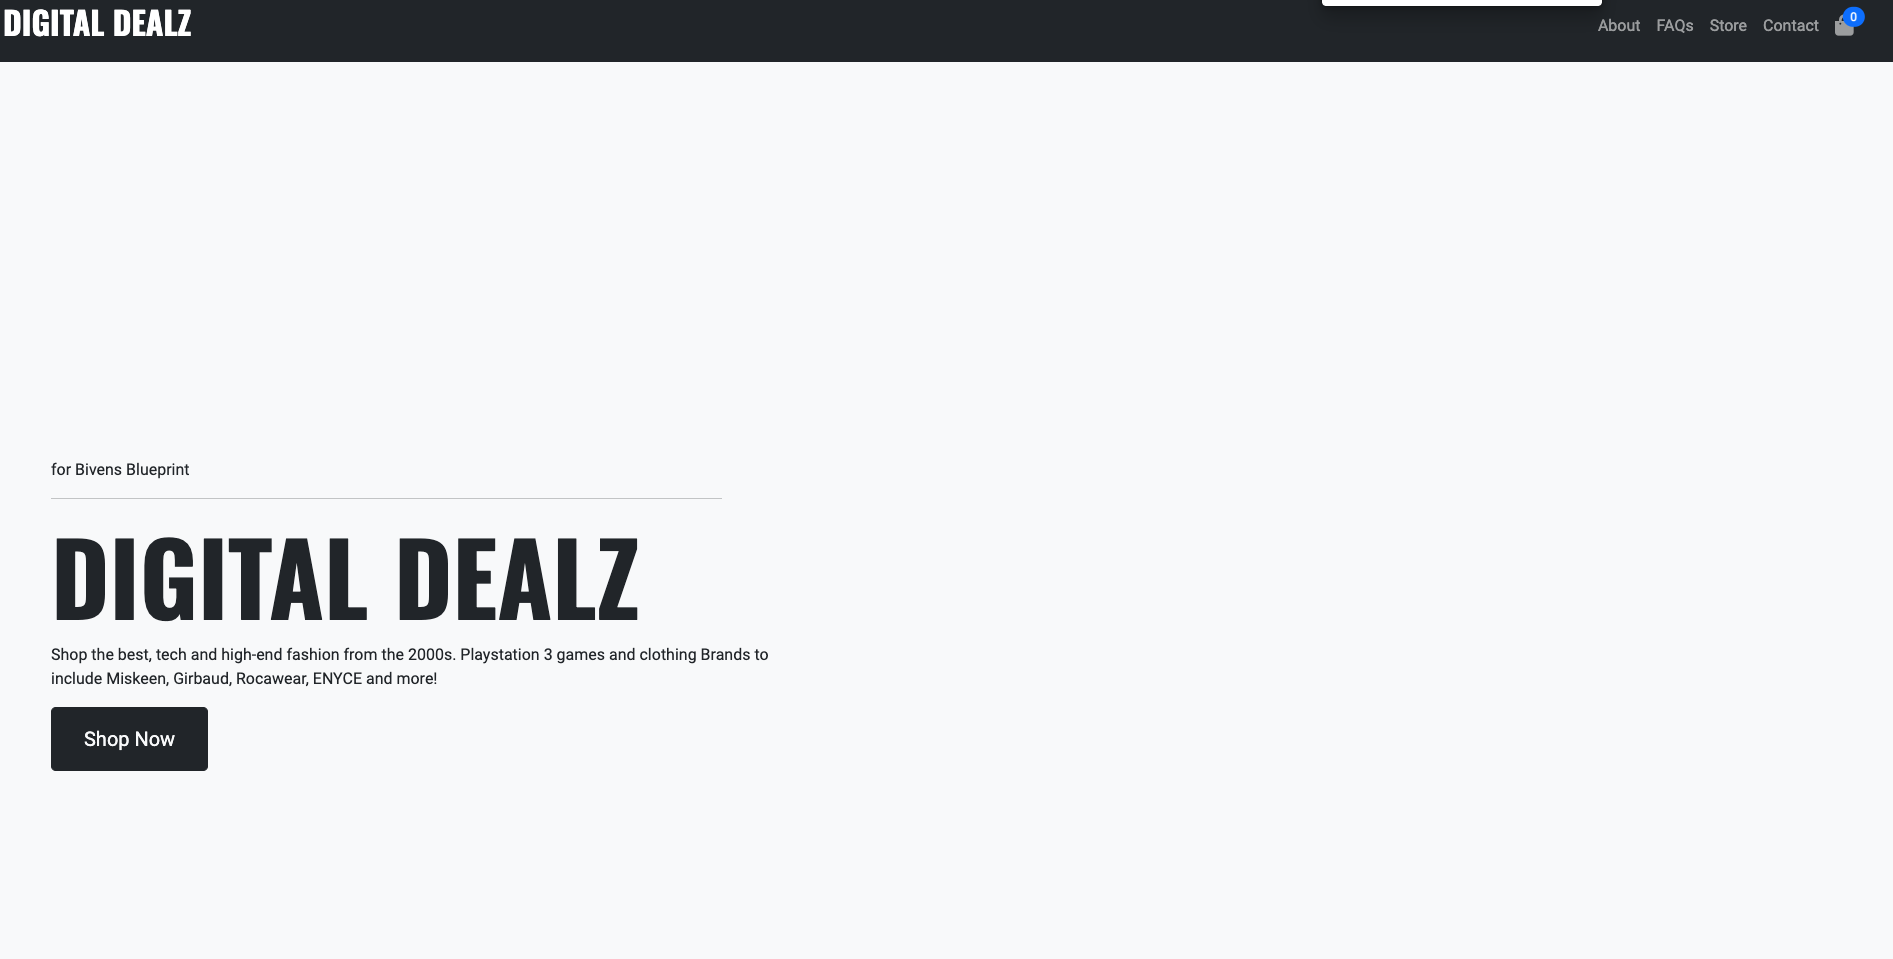 DIGITAL DEALZ
About FAQs Store Contact 0
for Bivens Blueprint
DIGITAL DEALZ
Shop the best, tech and high-end fashion from the 2000s. Playstation 3 games and clothing Brands to
include Miskeen, Girbaud, Rocawear, ENYCE and more!
Shop Now